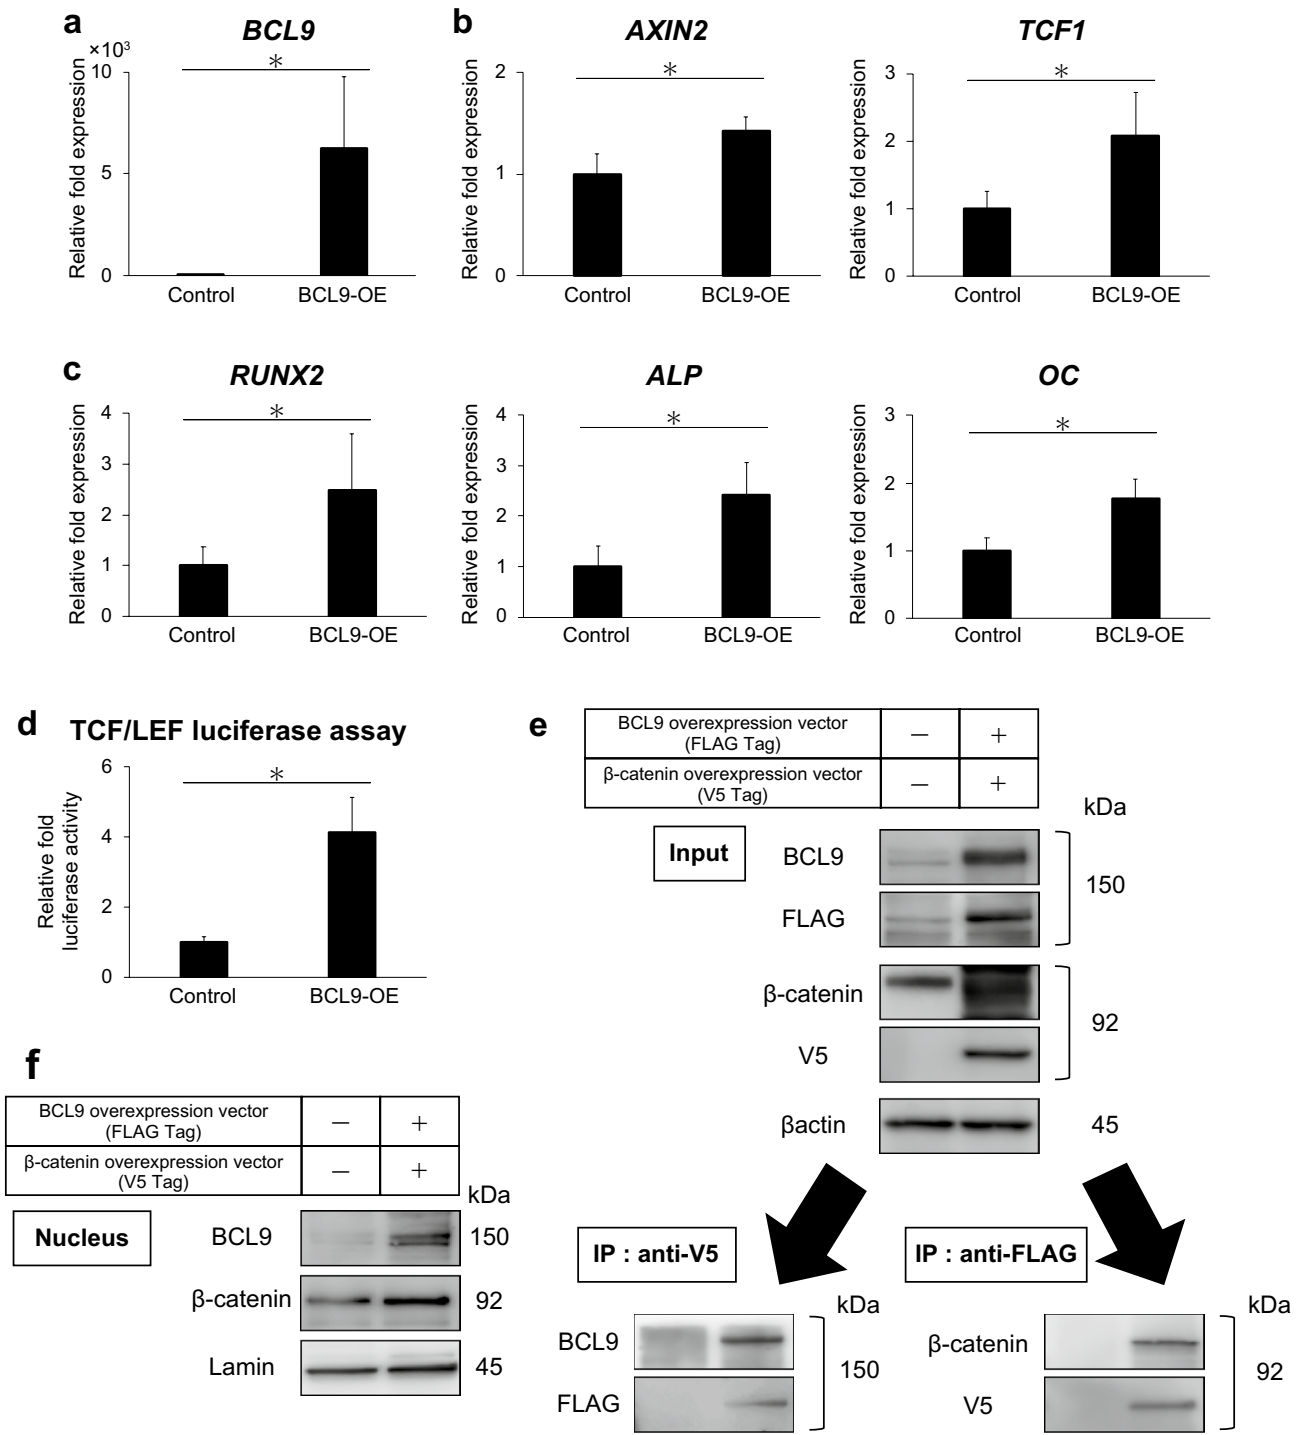 a
BCL9
×10³
Relative fold expression
10
5
0
*
Control
BCL9-OE
b
AXIN2
Relative fold expression
2
1
0
*
Control
BCL9-OE
TCF1
Relative fold expression
3
2
1
0
*
Control
BCL9-OE
c
RUNX2
Relative fold expression
4
3
2
1
0
*
Control
BCL9-OE
ALP
Relative fold expression
4
3
2
1
0
*
Control
BCL9-OE
OC
Relative fold expression
3
2
1
0
*
Control
BCL9-OE
d
TCF/LEF luciferase assay
Relative fold
luciferase activity
6
4
2
0
*
Control
BCL9-OE
e
BCL9 overexpression vector
(FLAG Tag)
− +
β-catenin overexpression vector
(V5 Tag)
− +
kDa
Input
BCL9
FLAG
150
β-catenin
V5
92
βactin
45
IP : anti-V5
kDa
BCL9
FLAG
150
IP : anti-FLAG
kDa
β-catenin
V5
92
f
BCL9 overexpression vector
(FLAG Tag)
− +
β-catenin overexpression vector
(V5 Tag)
− +
kDa
Nucleus
BCL9
150
β-catenin
92
Lamin
45